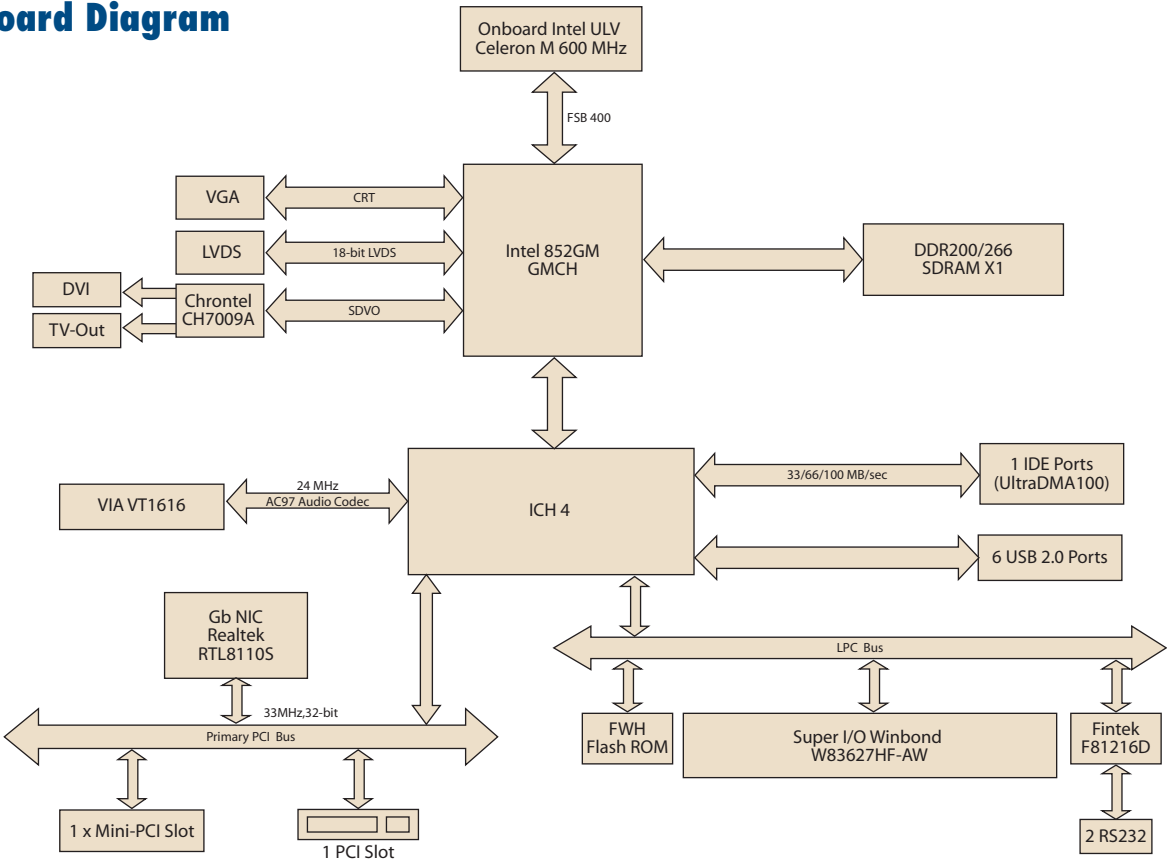 oard Diagram
Onboard Intel ULV
Celeron M 600 MHz
FSB 400
VGA
CRT
LVDS
18-bit LVDS
Intel 852GM
GMCH
DDR200/266
SDRAM X1
DVI
TV-Out
Chrontel
CH7009A
SDVO
VIA VT1616
24 MHz
AC97 Audio Codec
ICH 4
33/66/100 MB/sec
1 IDE Ports
(UltraDMA100)
6 USB 2.0 Ports
Gb NIC
Realtek
RTL8110S
33MHz,32-bit
Primary PCI Bus
LPC Bus
FWH
Flash ROM
Super I/O Winbond
W83627HF-AW
Fintek
F81216D
1 x Mini-PCI Slot
1 PCI Slot
2 RS232